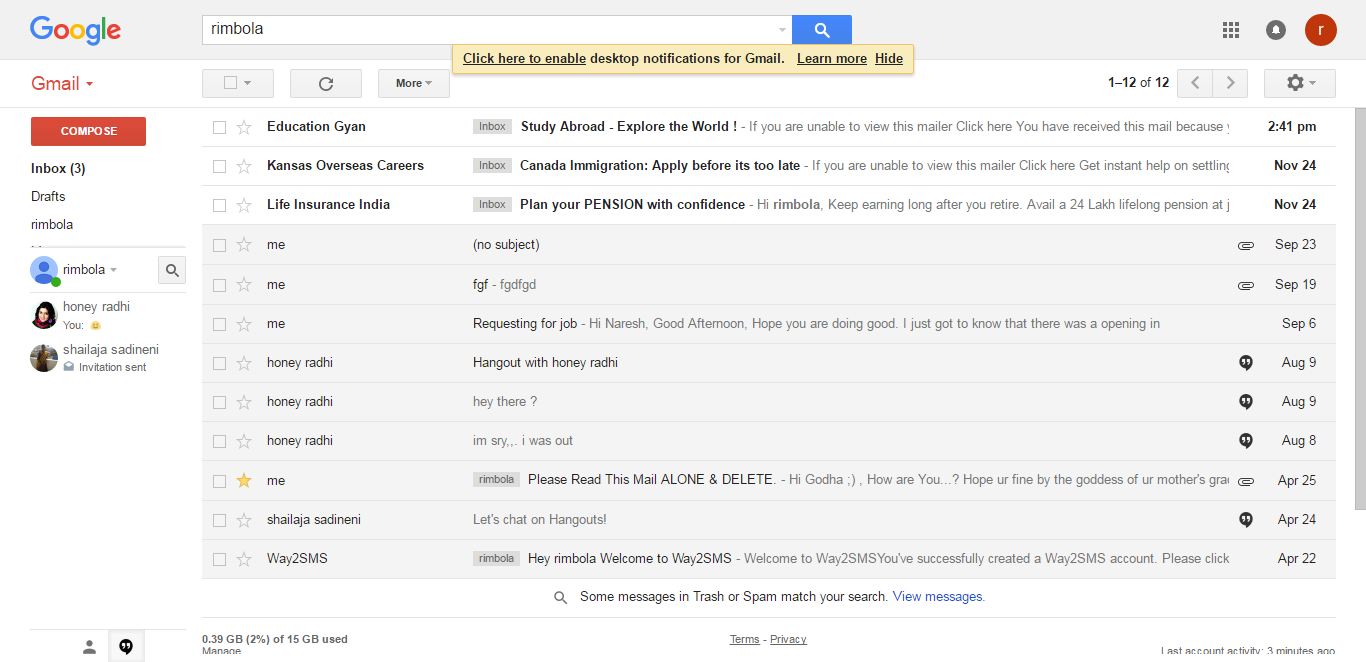 Google
rimbola
r
Click here to enable desktop notifications for Gmail. Learn more Hide
Gmail
More
1–12 of 12
COMPOSE
Inbox (3)
Drafts
rimbola
rimbola
honey radhi
You:
shailaja sadineni
Invitation sent
Education Gyan Inbox Study Abroad - Explore the World ! - If you are unable to view this mailer Click here You have received this mail because 2:41 pm
Kansas Overseas Careers Inbox Canada Immigration: Apply before its too late - If you are unable to view this mailer Click here Get instant help on settling Nov 24
Life Insurance India Inbox Plan your PENSION with confidence - Hi rimbola, Keep earning long after you retire. Avail a 24 Lakh lifelong pension at Nov 24
me (no subject) Sep 23
me fgf - fgdfgd Sep 19
me Requesting for job - Hi Naresh, Good Afternoon, Hope you are doing good. I just got to know that there was a opening in Sep 6
honey radhi Hangout with honey radhi Aug 9
honey radhi hey there ? Aug 9
honey radhi im sry,,. i was out Aug 8
me rimbola Please Read This Mail ALONE & DELETE. - Hi Godha ;) , How are You...? Hope ur fine by the goddess of ur mother's Apr 25
shailaja sadineni Let's chat on Hangouts! Apr 24
Way2SMS rimbola Hey rimbola Welcome to Way2SMS - Welcome to Way2SMSYou've successfully created a Way2SMS account. Please click Apr 22
Some messages in Trash or Spam match your search. View messages.
0.39 GB (2%) of 15 GB used
Manage
Terms - Privacy
Last account activity: 3 minutes ago